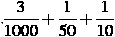 . 3/1000 + 1/50 + 1/10